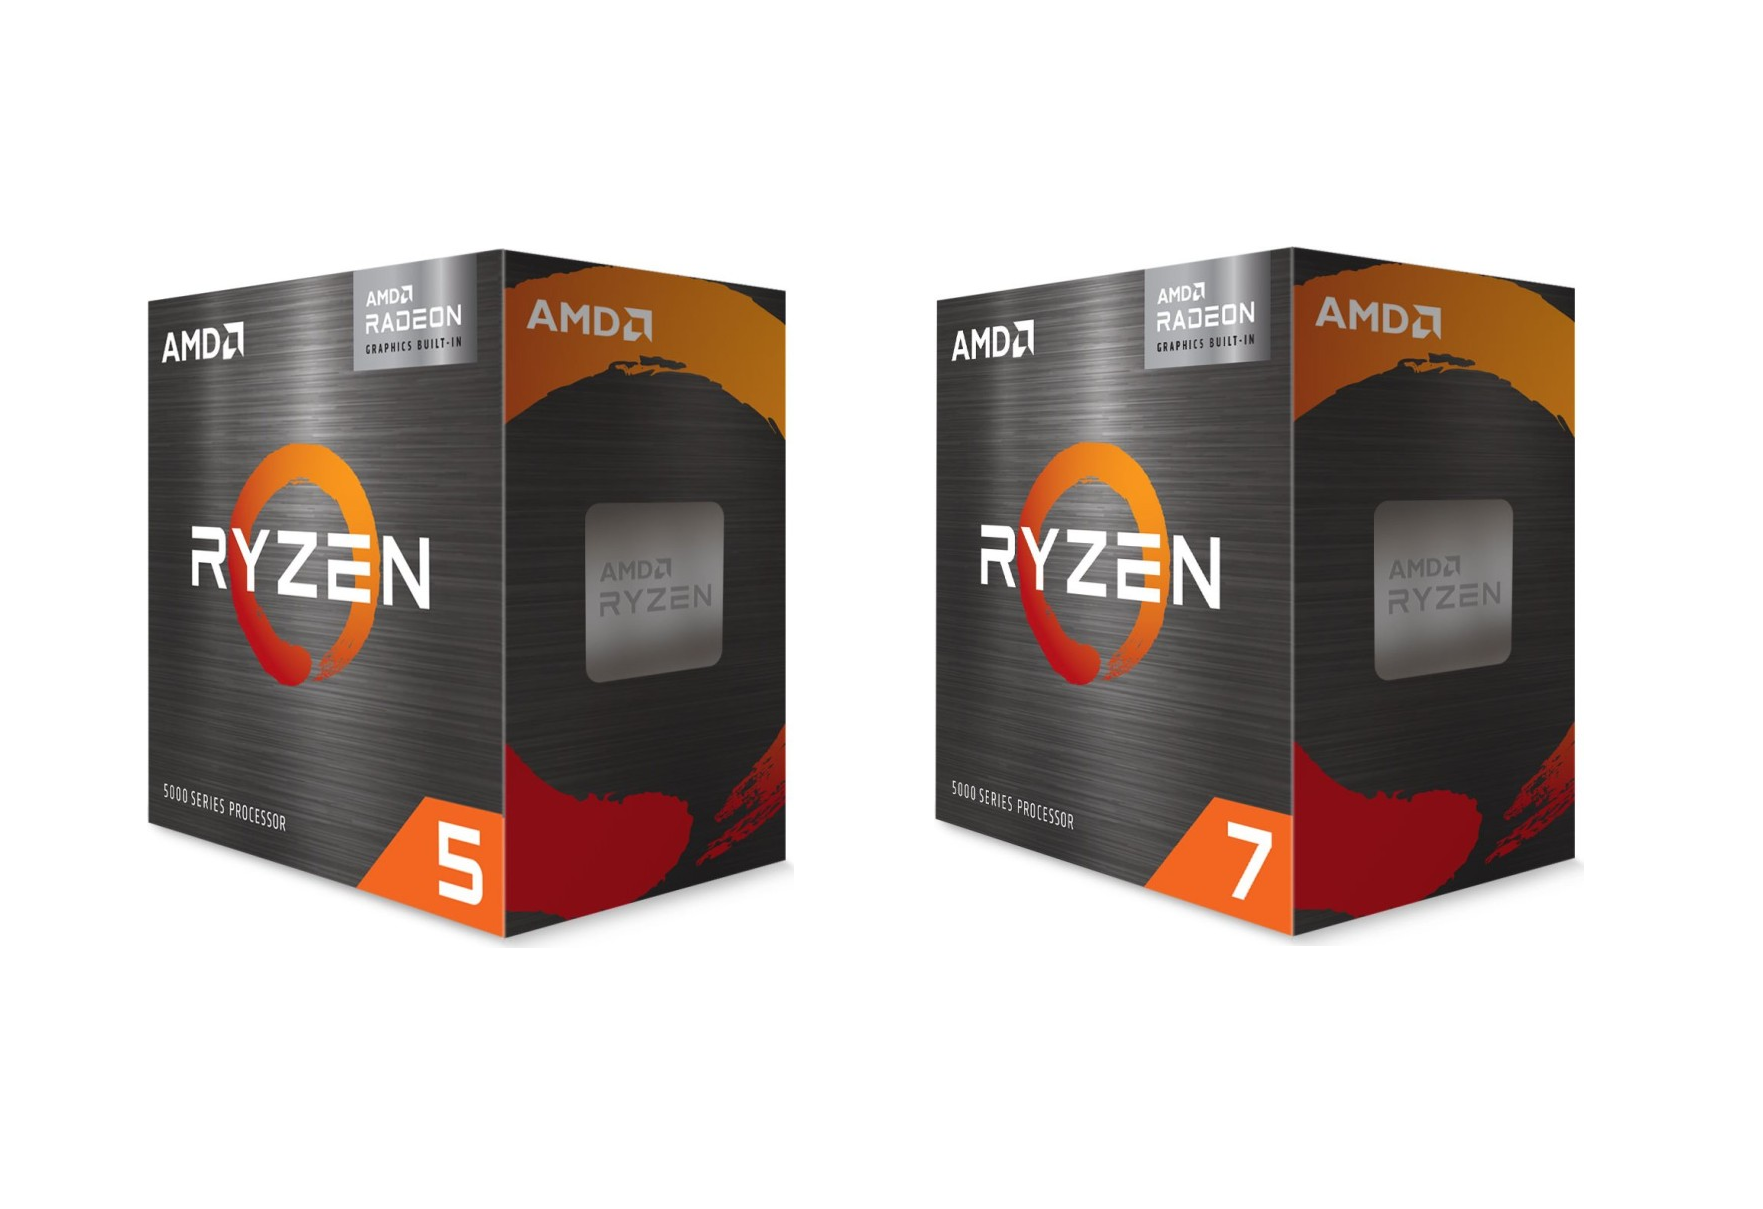 AMD
AMD
RADEON
GRAPHICS BUILT-IN
RYZEN
5000 SERIES PROCESSOR
5
AMD
AMD
RYZEN
AMD
AMD
RADEON
GRAPHICS BUILT-IN
RYZEN
5000 SERIES PROCESSOR
7
AMD
AMD
RYZEN